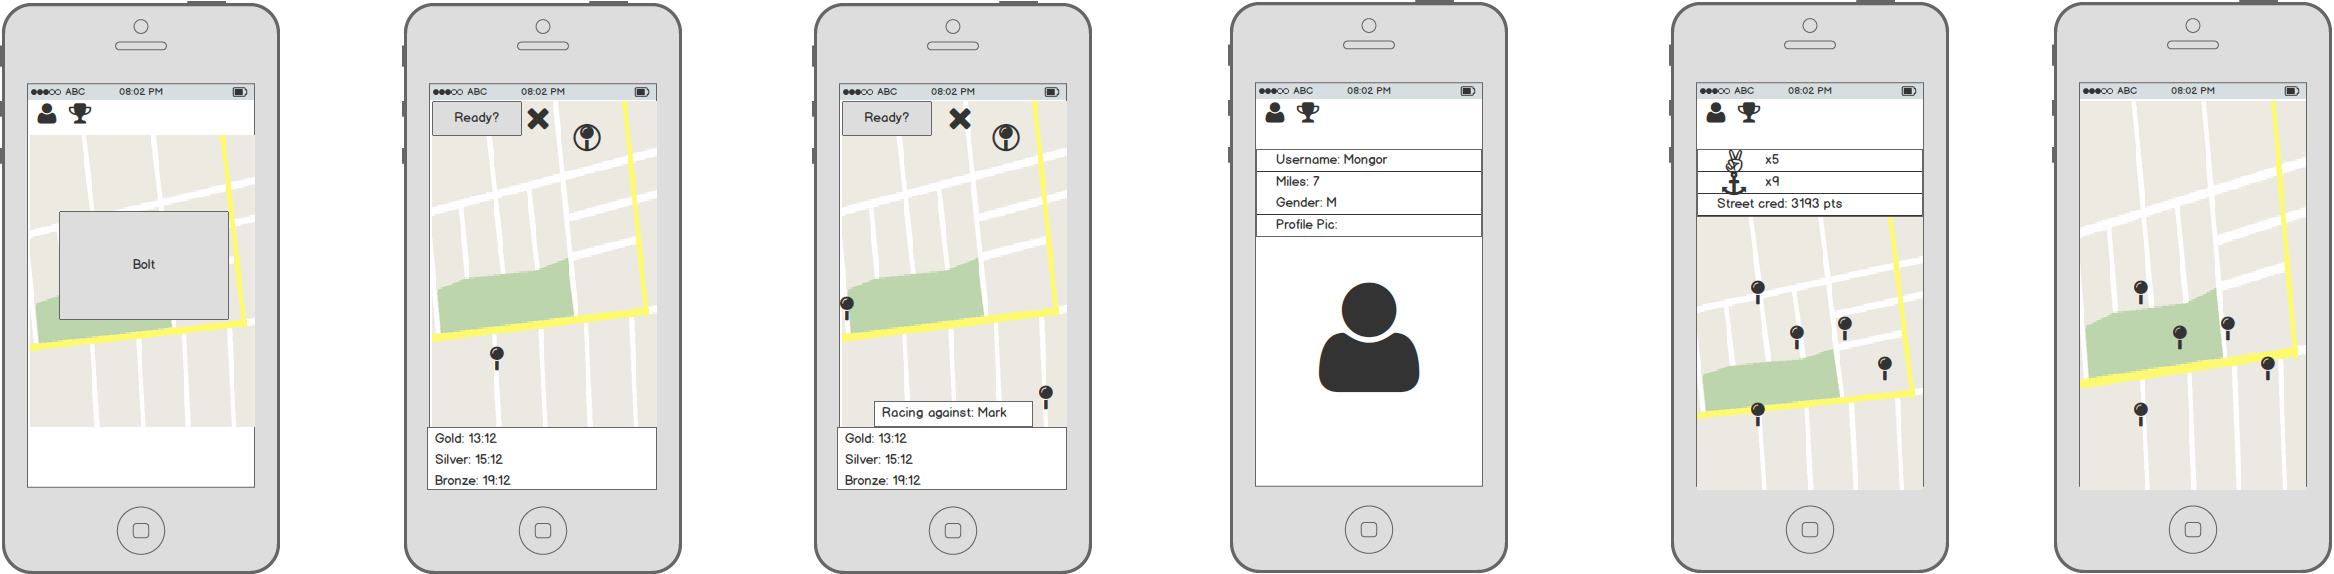 ABC 08:02 PM
Bolt
ABC 08:02 PM
Ready?
Gold: 13:12
Silver: 15:12
Bronze: 19:12
ABC 08:02 PM
Ready?
Racing against: Mark
Gold: 13:12
Silver: 15:12
Bronze: 19:12
ABC 08:02 PM
Username: Mongor
Miles: 7
Gender: M
Profile Pic:
ABC 08:02 PM
x5
x9
Street cred: 3193 pts
ABC 08:02 PM